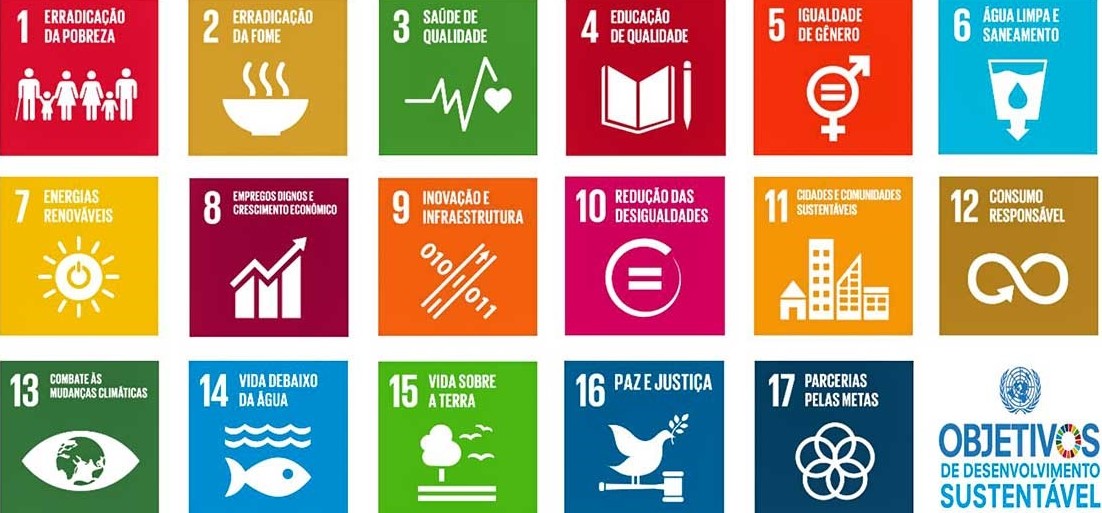 1 ERRADICAÇÃO
DA POBREZA
2 ERRADICAÇÃO
DA FOME
3 SAÚDE DE
QUALIDADE
4 EDUCAÇÃO
DE QUALIDADE
5 IGUALDADE
DE GÊNERO
6 ÁGUA LIMPA E
SANEAMENTO
7 ENERGIAS
RENOVÁVEIS
8 EMPREGOS DIGNOS E
CRESCIMENTO ECONÔMICO
9 INOVAÇÃO E
INFRAESTRUTURA
010
011
10 REDUÇÃO DAS
DESIGUALDADES
11 CIDADES E COMUNIDADES
SUSTENTÁVEIS
12 CONSUMO
RESPONSÁVEL
13 COMBATE ÀS
MUDANÇAS CLIMÁTICAS
14 VIDA DEBAIXO
DA ÁGUA
15 VIDA SOBRE
A TERRA
16 PAZ E JUSTIÇA
17 PARCERIAS
PELAS METAS
OBJETIVOS
DE DESENVOLVIMENTO
SUSTENTÁVEL